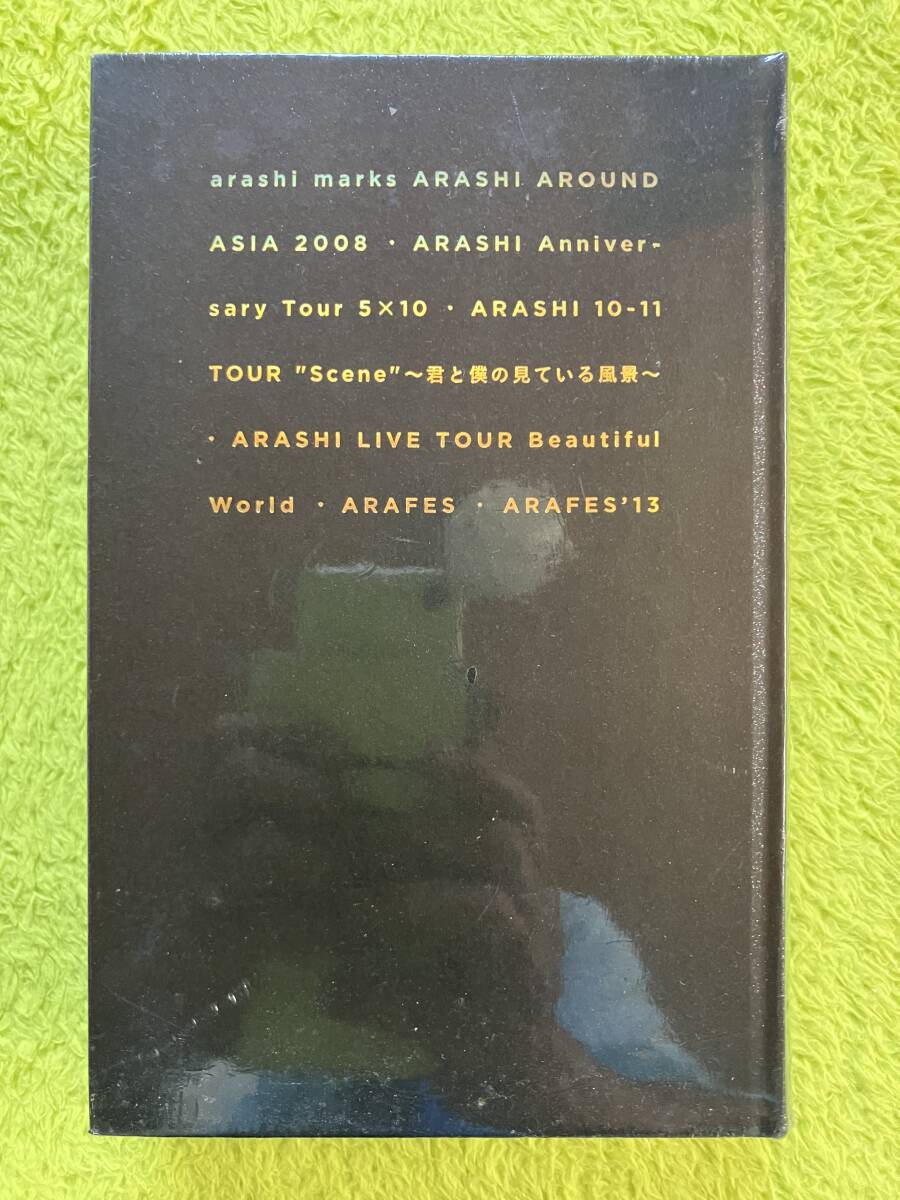 arashi marks ARASHI AROUND
ASIA 2008 · ARASHI Anniver-
sary Tour 5×10 · ARASHI 10-11
TOUR "Scene"～君と僕の見ている風景～
· ARASHI LIVE TOUR Beautiful
World · ARAFES · ARAFES'13